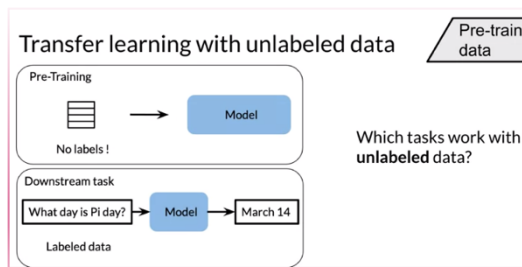 Transfer learning with unlabeled data
Pre-train
data
Pre-Training
Model
No labels !
Which tasks work with
unlabeled data?
Downstream task
What day is Pi day?
Model
March 14
Labeled data